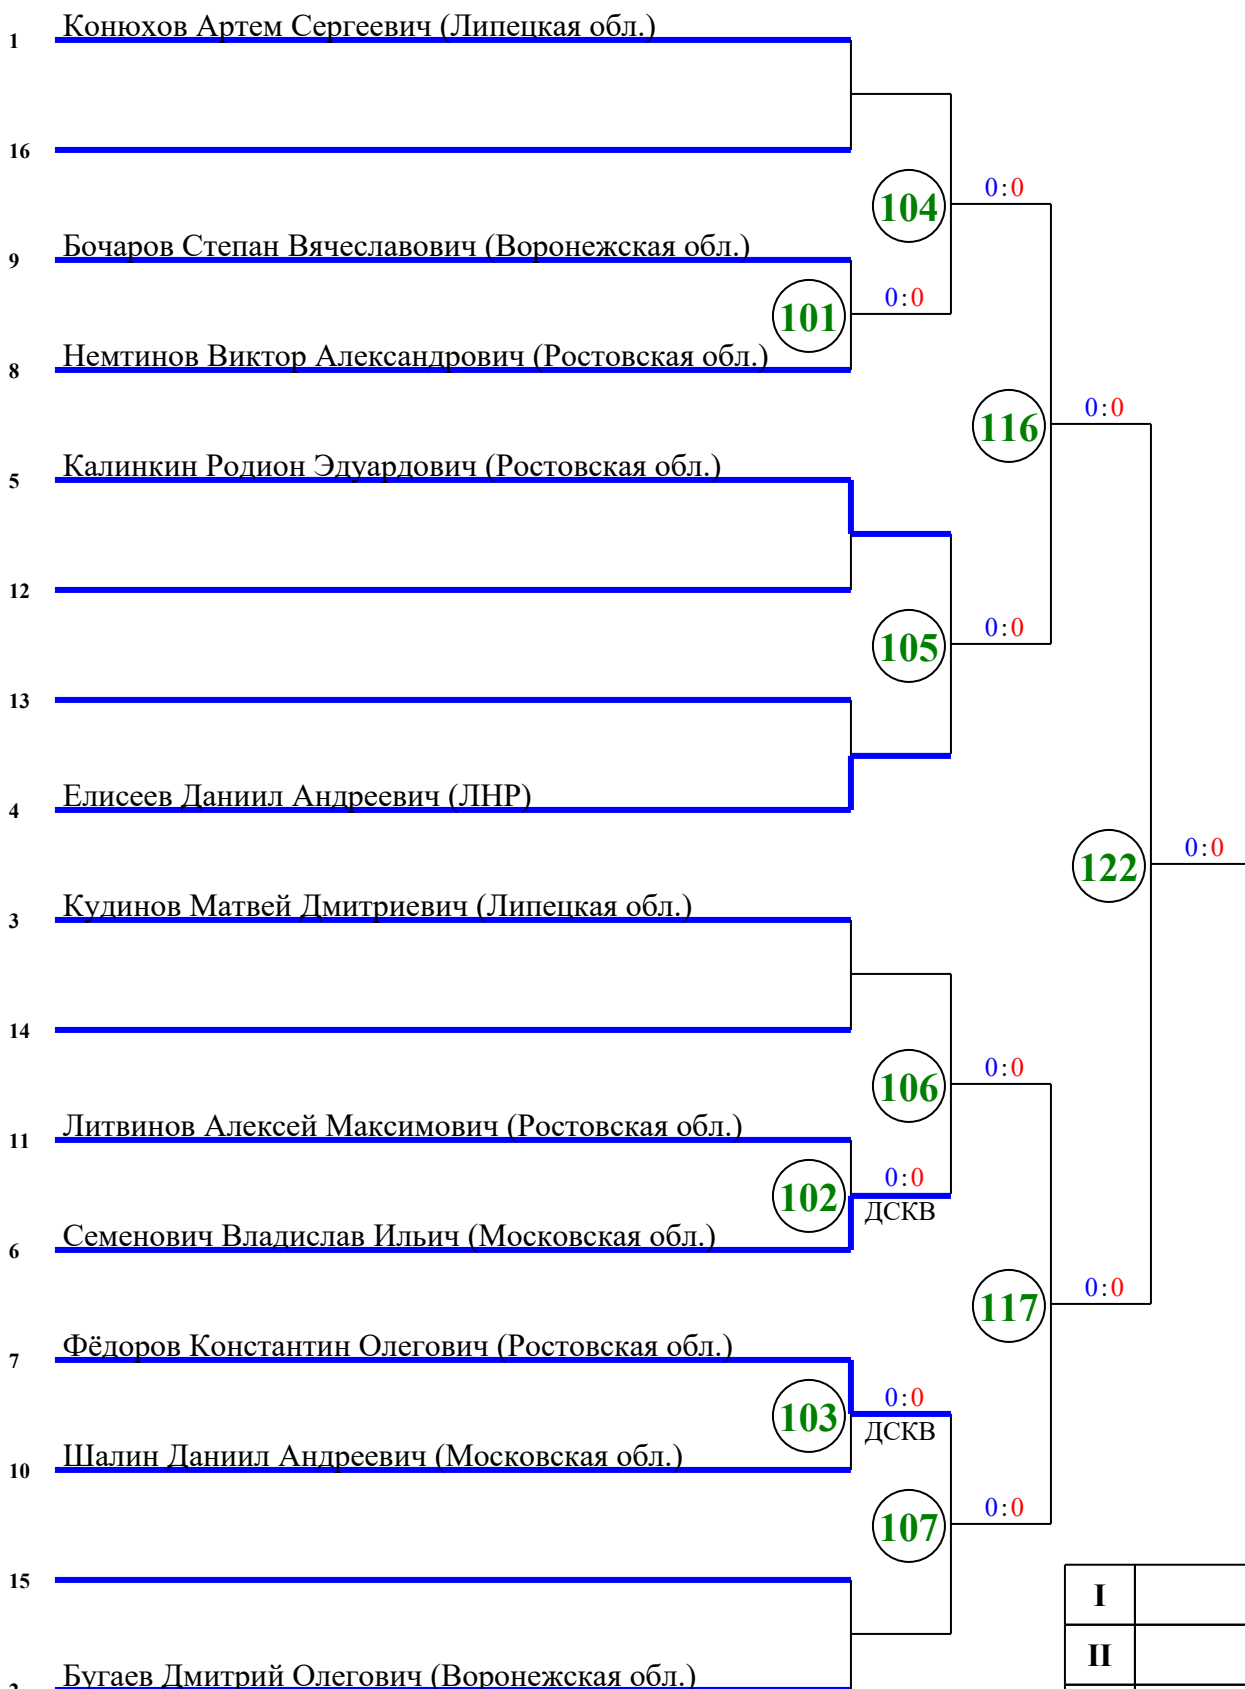 Конюхов Артем Сергеевич (Липецкая обл.)
1
16
0:0
104
Бочаров Степан Вячеславович (Воронежская обл.)
9
0:0
101
Немтинов Виктор Александрович (Ростовская обл.)
8
0:0
116
Калинкин Родион Эдуардович (Ростовская обл.)
5
12
0:0
105
13
Елисеев Даниил Андреевич (ЛНР)
4
0:0
122
Кудинов Матвей Дмитриевич (Липецкая обл.)
3
14
0:0
106
Литвинов Алексей Максимович (Ростовская обл.)
11
0:0
102
ДСКВ
Семенович Владислав Ильич (Московская обл.)
6
0:0
117
Фёдоров Константин Олегович (Ростовская обл.)
7
0:0
103
ДСКВ
Шалин Даниил Андреевич (Московская обл.)
10
0:0
107
15
I
II
Бугаев Дмитрий Олегович (Воронежская обл.)